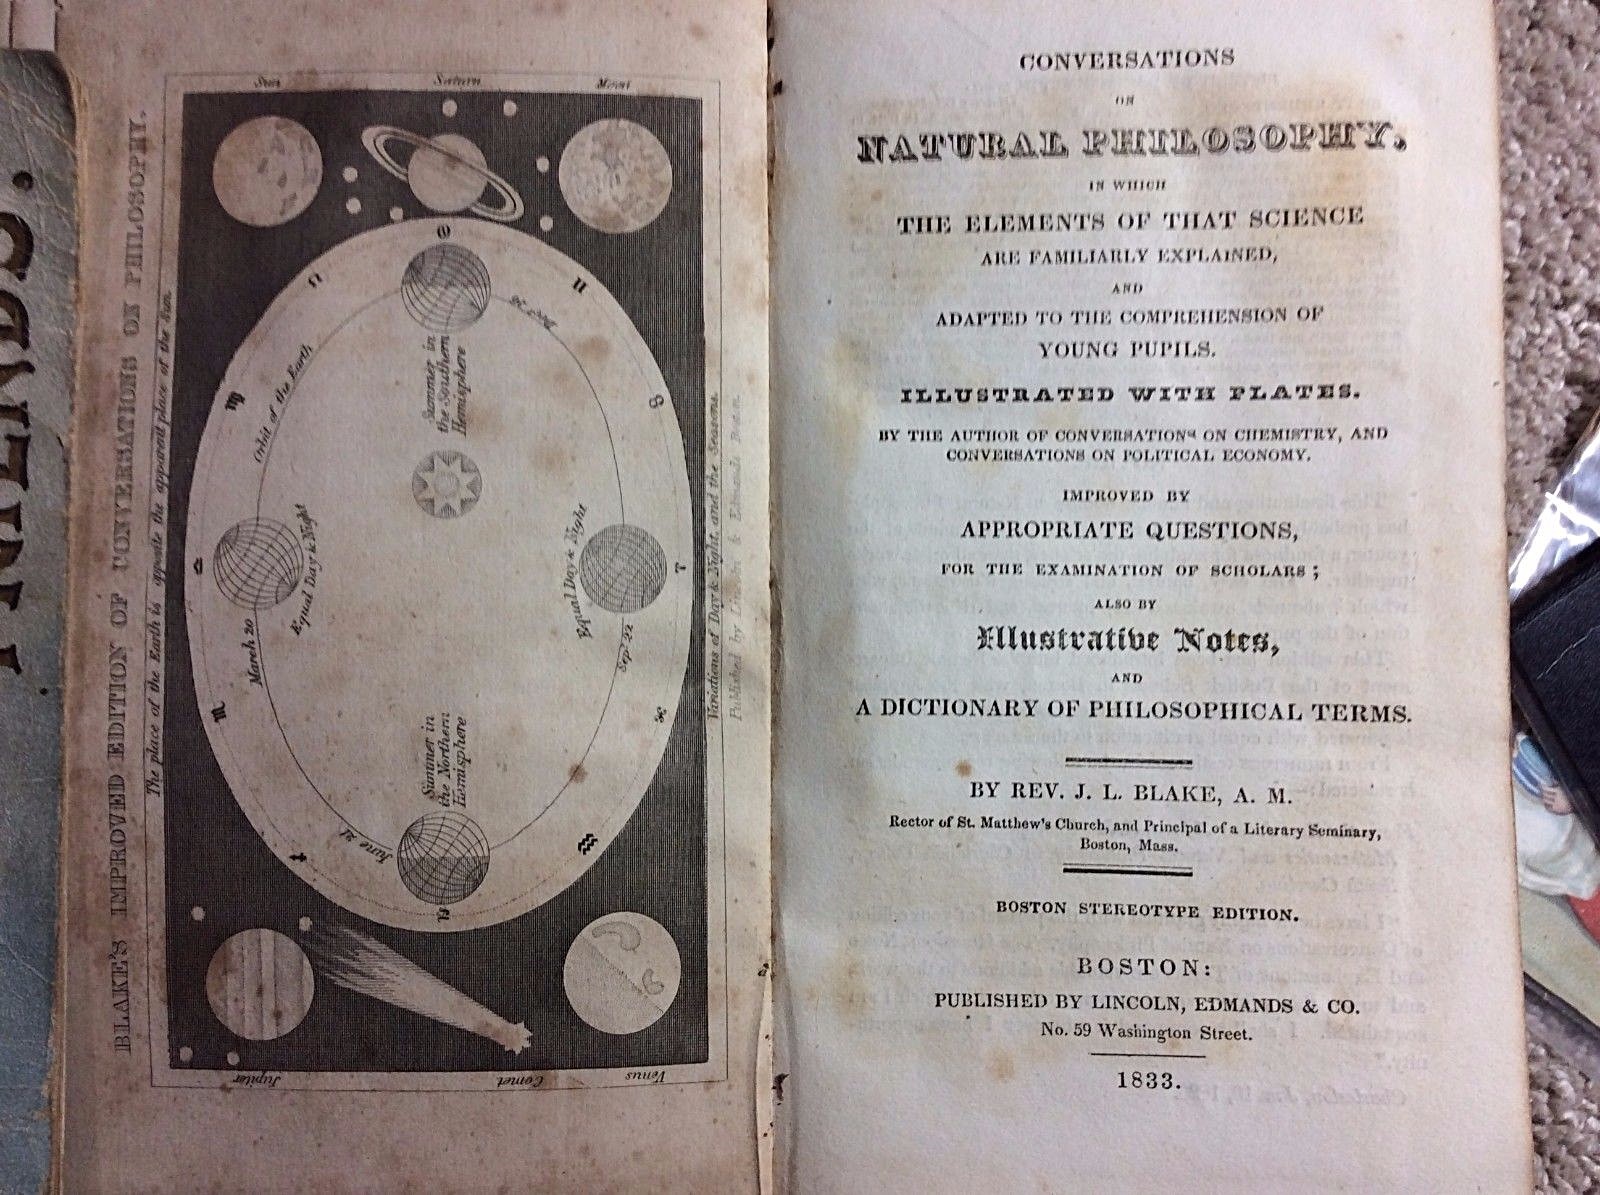 BLAKE'S IMPROVED EDITION OF CONVERSATIONS ON PHILOSOPHY.
The place of the Earth is opposite the apparent place of the Sun.
Sun
Saturn
Moon
Summer in
the Southern
Hemisphere
Orbit of the Earth
Equal Day & Night
Equal Day & Night
March 20
Sep.r 22
Summer in
the Northern
Hemisphere
June 21
Jupiter
Comet
Venus
Variations of Day & Night, and the Seasons.
Published by Lincoln & Edmands Boston.
CONVERSATIONS
ON
NATURAL PHILOSOPHY,
IN WHICH
THE ELEMENTS OF THAT SCIENCE
ARE FAMILIARLY EXPLAINED,
AND
ADAPTED TO THE COMPREHENSION OF
YOUNG PUPILS.
ILLUSTRATED WITH PLATES.
BY THE AUTHOR OF CONVERSATIONS ON CHEMISTRY, AND
CONVERSATIONS ON POLITICAL ECONOMY.
IMPROVED BY
APPROPRIATE QUESTIONS,
FOR THE EXAMINATION OF SCHOLARS;
ALSO BY
Illustrative Notes,
AND
A DICTIONARY OF PHILOSOPHICAL TERMS.
BY REV. J. L. BLAKE, A. M.
Rector of St. Matthew's Church, and Principal of a Literary Seminary,
Boston, Mass.
BOSTON STEREOTYPE EDITION.
BOSTON:
PUBLISHED BY LINCOLN, EDMANDS & CO.
No. 59 Washington Street.
1833.